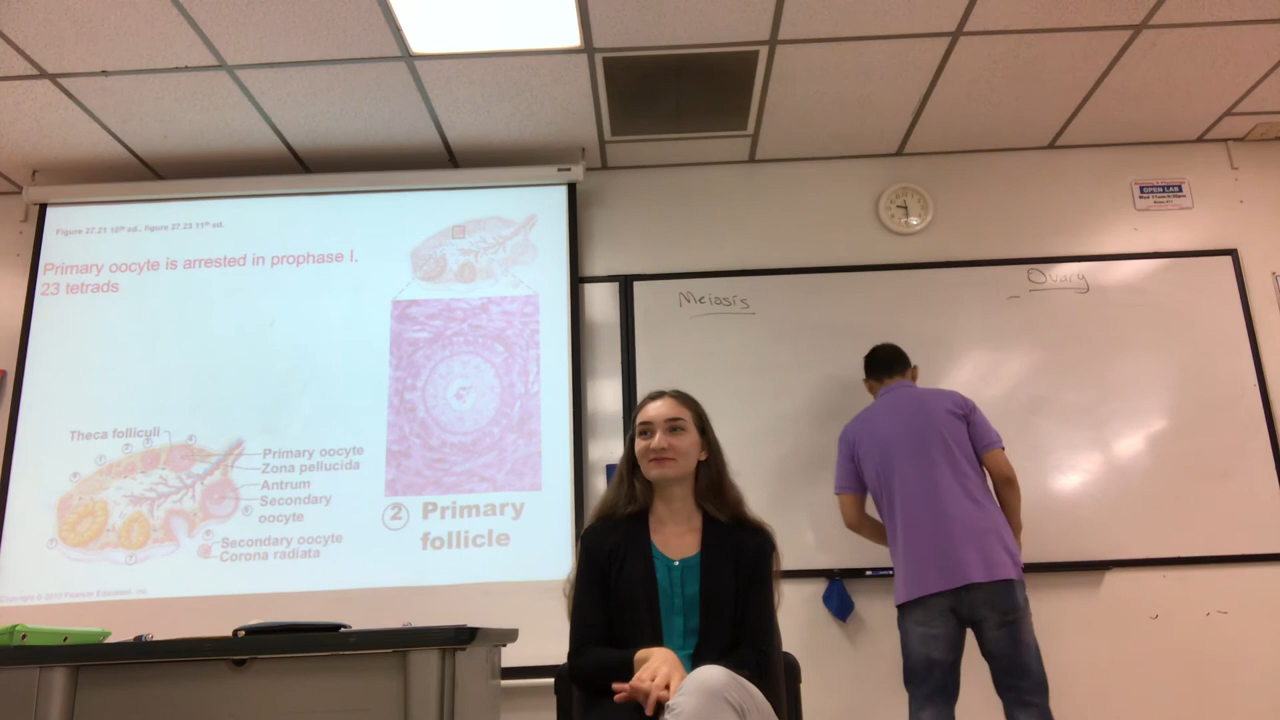 Figure 27.21 10th ed., figure 27.23 11th ed.
Primary oocyte is arrested in prophase I.
23 tetrads
Theca folliculi
Primary oocyte
Zona pellucida
Antrum
Secondary
oocyte
Secondary oocyte
Corona radiata
2 Primary
follicle
Copyright © 2010 Pearson Education, Inc.
Meiosis
Ovary
OPEN LAB